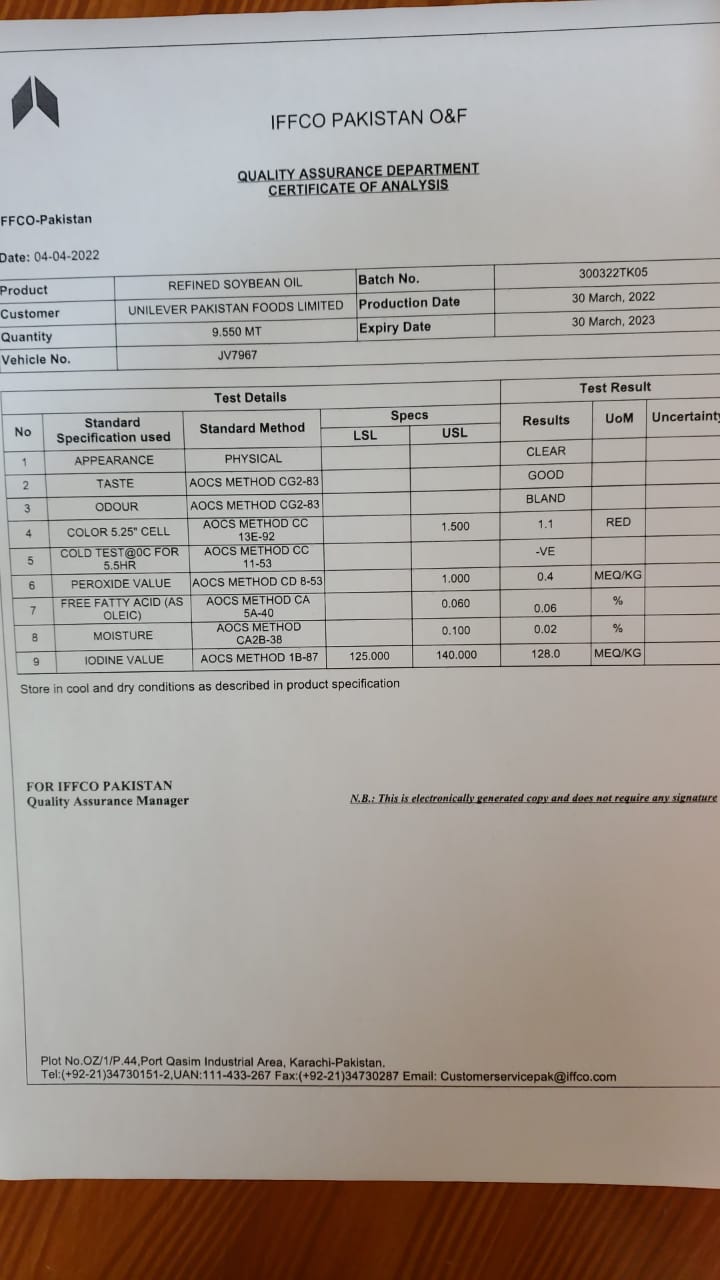 IFFCO PAKISTAN O&F
QUALITY ASSURANCE DEPARTMENT
CERTIFICATE OF ANALYSIS
FFCO-Pakistan
Date: 04-04-2022
Product REFINED SOYBEAN OIL Batch No. 300322TK05
Customer UNILEVER PAKISTAN FOODS LIMITED Production Date 30 March, 2022
Quantity 9.550 MT Expiry Date 30 March, 2023
Vehicle No. JV7967
Test Details Test Result
No Standard Specification used Standard Method Specs Results UoM Uncertainty
LSL USL
1 APPEARANCE PHYSICAL CLEAR
2 TASTE AOCS METHOD CG2-83 GOOD
3 ODOUR AOCS METHOD CG2-83 BLAND
4 COLOR 5.25" CELL AOCS METHOD CC 13E-92 1.500 1.1 RED
5 COLD TEST@0C FOR 5.5HR AOCS METHOD CC 11-53 -VE
6 PEROXIDE VALUE AOCS METHOD CD 8-53 1.000 0.4 MEQ/KG
7 FREE FATTY ACID (AS OLEIC) AOCS METHOD CA 5A-40 0.060 0.06 %
8 MOISTURE AOCS METHOD CA2B-38 0.100 0.02 %
9 IODINE VALUE AOCS METHOD 1B-87 125.000 140.000 128.0 MEQ/KG
Store in cool and dry conditions as described in product specification
FOR IFFCO PAKISTAN
Quality Assurance Manager
N.B.: This is electronically generated copy and does not require any signature
Plot No.OZ/1/P.44,Port Qasim Industrial Area, Karachi-Pakistan.
Tel:(+92-21)34730151-2,UAN:111-433-267 Fax:(+92-21)34730287 Email: Customerservicepak@iffco.com